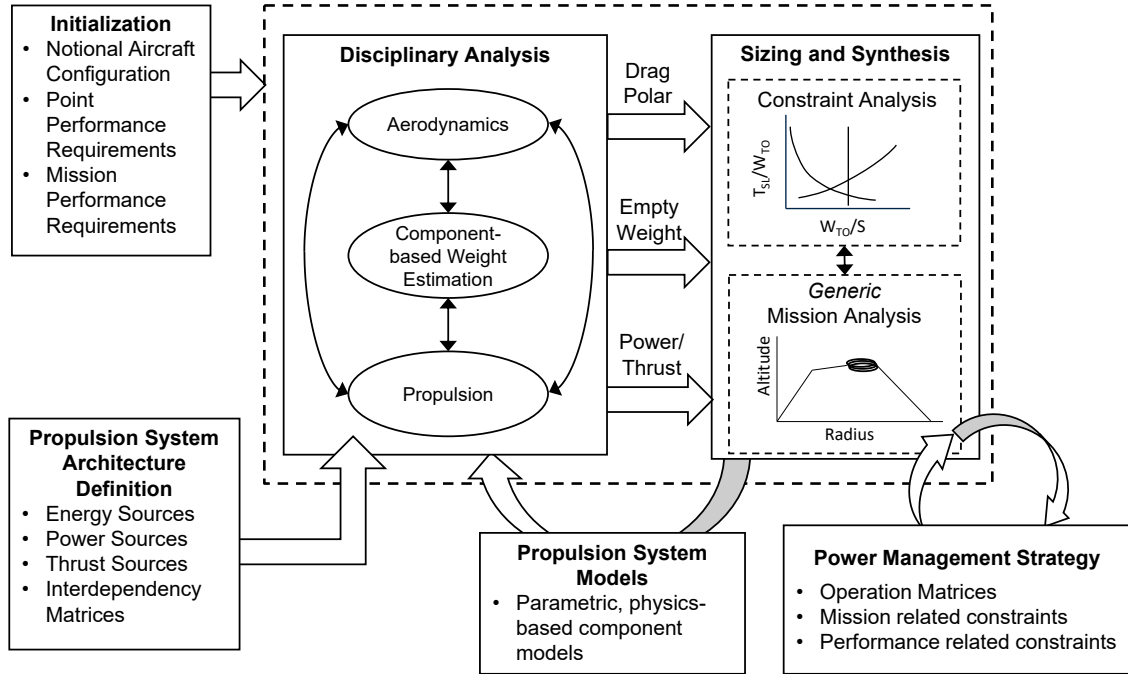 Initialization
• Notional Aircraft
Configuration
• Point
Performance
Requirements
• Mission
Performance
Requirements
Disciplinary Analysis
Aerodynamics
Component-
based Weight
Estimation
Propulsion
Drag
Polar
Empty
Weight
Power/
Thrust
Sizing and Synthesis
Constraint Analysis
T_SL/W_TO
W_TO/S
Generic
Mission Analysis
Altitude
Radius
Propulsion System
Architecture
Definition
• Energy Sources
• Power Sources
• Thrust Sources
• Interdependency
Matrices
Propulsion System
Models
• Parametric, physics-
based component
models
Power Management Strategy
• Operation Matrices
• Mission related constraints
• Performance related constraints